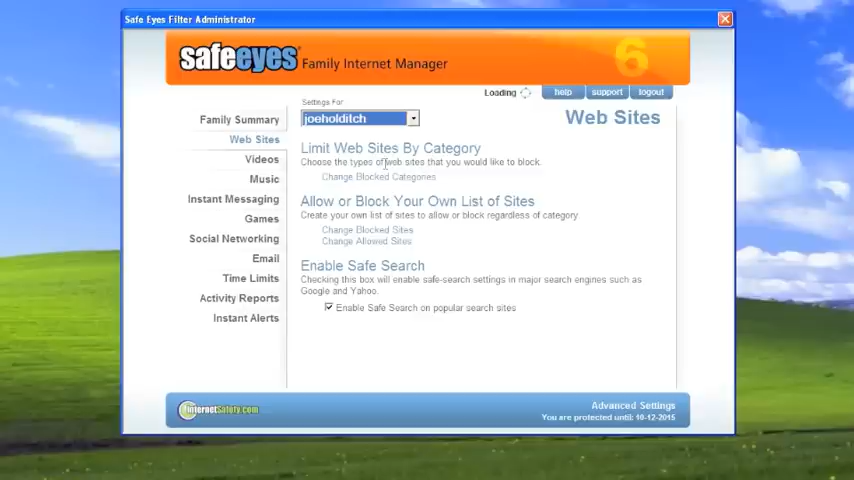 Safe Eyes Filter Administrator
safeeyes Family Internet Manager
6
Loading
help
support
logout
Settings For
joeholditch
Web Sites
Family Summary
Web Sites
Videos
Music
Instant Messaging
Games
Social Networking
Email
Time Limits
Activity Reports
Instant Alerts
Limit Web Sites By Category
Choose the types of web sites that you would like to block.
Change Blocked Categories
Allow or Block Your Own List of Sites
Create your own list of sites to allow or block regardless of category
Change Blocked Sites
Change Allowed Sites
Enable Safe Search
Checking this box will enable safe-search settings in major search engines such as
Google and Yahoo.
Enable Safe Search on popular search sites
InternetSafety.com
Advanced Settings
You are protected until: 10-12-2015